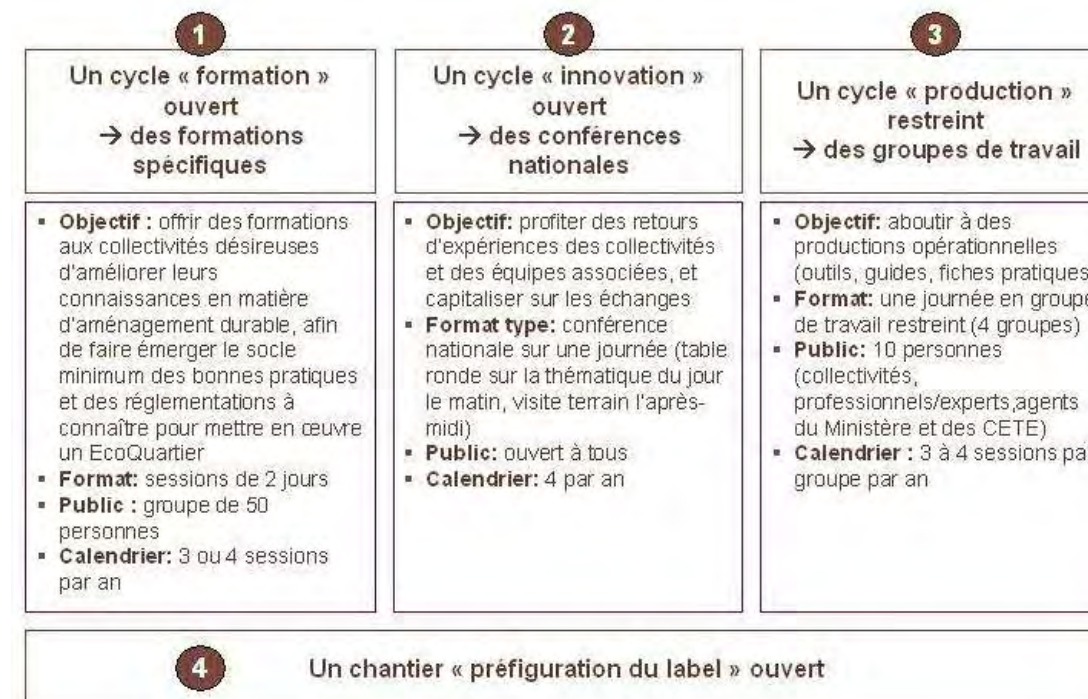 1
Un cycle « formation »
ouvert
→ des formations
spécifiques
▪ Objectif : offrir des formations
aux collectivités désireuses
d'améliorer leurs
connaissances en matière
d'aménagement durable, afin
de faire émerger le socle
minimum des bonnes pratiques
et des réglementations à
connaître pour mettre en œuvre
un EcoQuartier
▪ Format: sessions de 2 jours
▪ Public : groupe de 50
personnes
▪ Calendrier: 3 ou 4 sessions
par an
2
Un cycle « innovation »
ouvert
→ des conférences
nationales
▪ Objectif: profiter des retours
d'expériences des collectivités
et des équipes associées, et
capitaliser sur les échanges
▪ Format type: conférence
nationale sur une journée (table
ronde sur la thématique du jour
le matin, visite terrain l'après-
midi)
▪ Public: ouvert à tous
▪ Calendrier: 4 par an
3
Un cycle « production »
restreint
→ des groupes de travail
▪ Objectif: aboutir à des
productions opérationnelles
(outils, guides, fiches pratiques
▪ Format: une journée en groupe
de travail restreint (4 groupes)
▪ Public: 10 personnes
(collectivités,
professionnels/experts,agents
du Ministère et des CETE)
▪ Calendrier : 3 à 4 sessions pa
groupe par an
4
Un chantier « préfiguration du label » ouvert